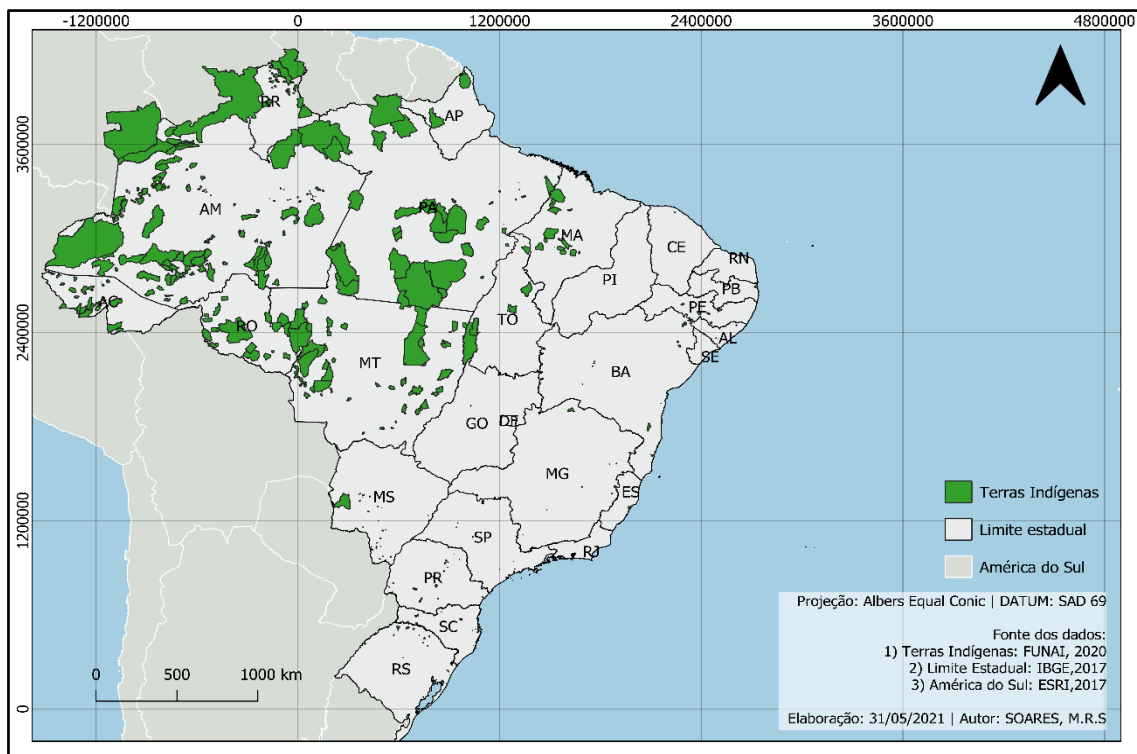 -1200000 0 1200000 2400000 3600000 4800000
RR
AP
3600000
AM
PA
MA
CE
RN
PI
PB
AC
PE
TO
RO
2400000
AL
SE
MT
BA
GO
DF
MG
MS
ES
1200000
SP
RJ
PR
SC
RS
0
Terras Indígenas
Limite estadual
América do Sul
Projeção: Albers Equal Conic | DATUM: SAD 69
Fonte dos dados:
1) Terras Indígenas: FUNAI, 2020
2) Limite Estadual: IBGE,2017
3) América do Sul: ESRI,2017
Elaboração: 31/05/2021 | Autor: SOARES, M.R.S
0 500 1000 km